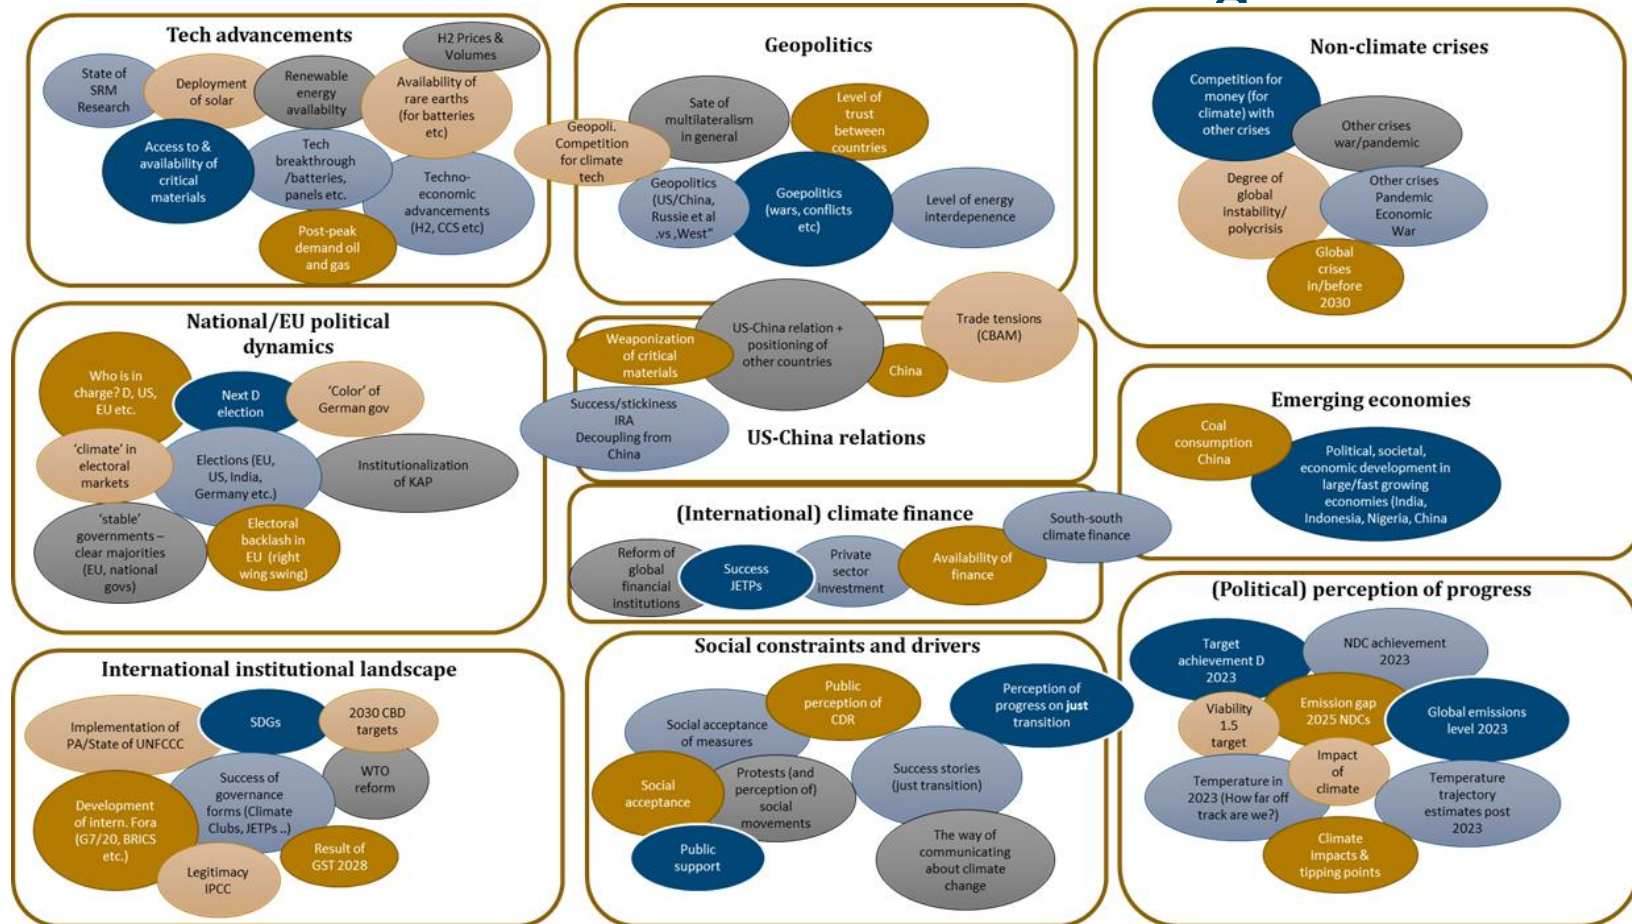 Tech advancements
H2 Prices &
Volumes
State of
SRM
Research
Deployment
of solar
Renewable
energy
availabilty
Availability of
rare earths
(for batteries
etc)
Access to &
availability of
critical
materials
Tech
breakthrough
/batteries,
panels etc.
Techno-
economic
advancements
(H2, CCS etc)
Post-peak
demand oil
and gas
Geopolitics
Sate of
multilateralism
in general
Level of
trust
between
countries
Geopoli.
Competition
for climate
tech
Geopolitics
(US/China,
Russie et al
.vs „West“
Goepolitics
(wars, conflicts
etc)
Level of energy
interdepenence
Non-climate crises
Competition for
money (for
climate) with
other crises
Other crises
war/pandemic
Degree of
global
instability/
polycrisis
Other crises
Pandemic
Economic
War
Global
crises
in/before
2030
National/EU political
dynamics
Who is in
charge? D, US,
EU etc.
Next D
election
‘Color’ of
German gov
‘climate’ in
electoral
markets
Elections (EU,
US, India,
Germany etc.)
Institutionalization
of KAP
‘stable’
governments –
clear majorities
(EU, national
govs)
Electoral
backlash in
EU (right
wing swing)
Weaponization
of critical
materials
US-China relation +
positioning of
other countries
China
Trade tensions
(CBAM)
Success/stickiness
IRA
Decoupling from
China
US-China relations
Emerging economies
Coal
consumption
China
Political, societal,
economic development in
large/fast growing
economies (India,
Indonesia, Nigeria, China
(International) climate finance
Reform of
global
financial
institutions
Success
JETPs
Private
sector
investment
Availability of
finance
South-south
climate finance
International institutional landscape
Implementation of
PA/State of UNFCCC
SDGs
2030 CBD
targets
Development
of intern. Fora
(G7/20, BRICS
etc.)
Success of
governance
forms (Climate
Clubs, JETPs ..)
WTO
reform
Legitimacy
IPCC
Result of
GST 2028
Social constraints and drivers
Social acceptance
of measures
Public
perception of
CDR
Perception of
progress on just
transition
Social
acceptance
Protests (and
perception of)
social
movements
Success stories
(just transition)
Public
support
The way of
communicating
about climate
change
(Political) perception of progress
Target
achievement D
2023
NDC achievement
2023
Viability
1.5
target
Emission gap
2025 NDCs
Global emissions
level 2023
Temperature in
2023 (How far off
track are we?)
Impact
of
climate
Temperature
trajectory
estimates post
2023
Climate
impacts &
tipping points